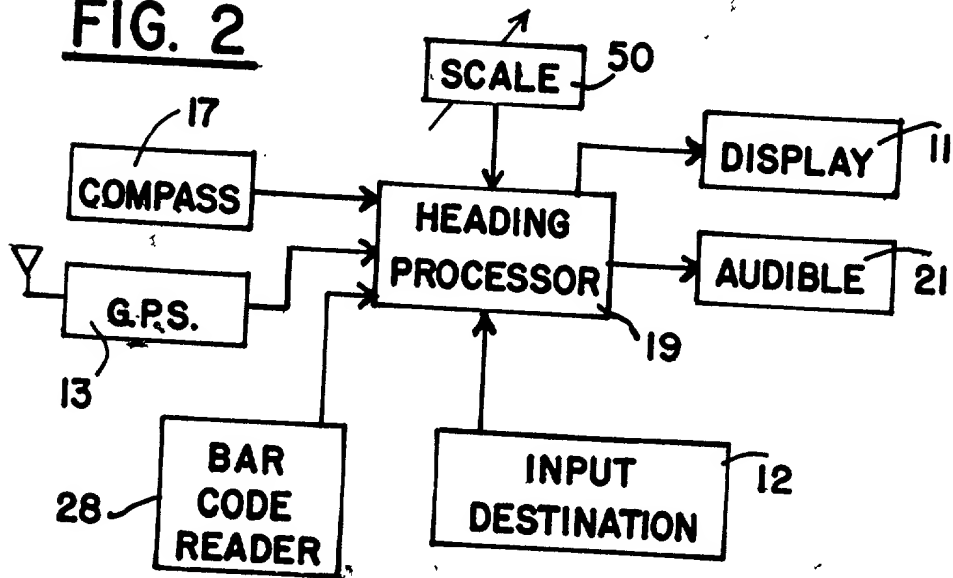 FIG. 2
SCALE
50
17
COMPASS
DISPLAY
11
HEADING
PROCESSOR
19
G.P.S.
13
AUDIBLE
21
BAR
CODE
READER
28
INPUT
DESTINATION
12